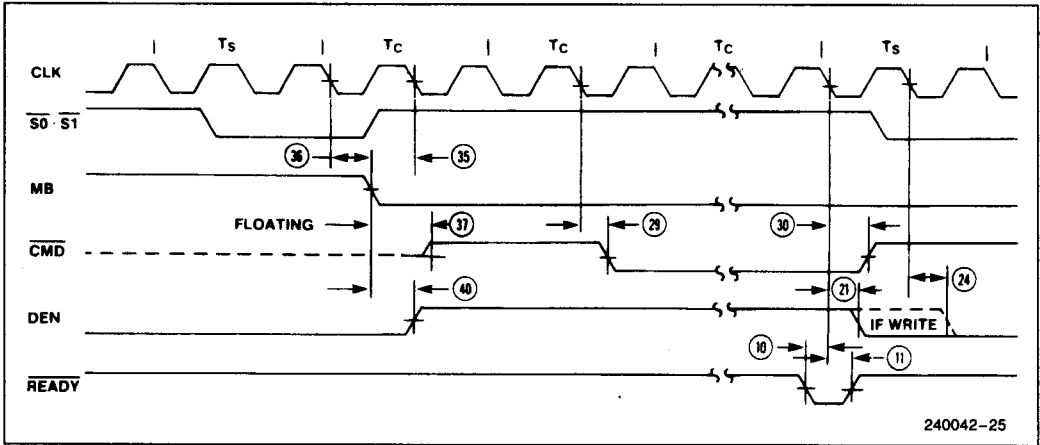 | TS | TC | TC | TC | TS |
CLK
S0 · S1
36 35
MB
FLOATING 37 29 30
CMD
40 21 24
DEN IF WRITE
10 11
READY
240042-25